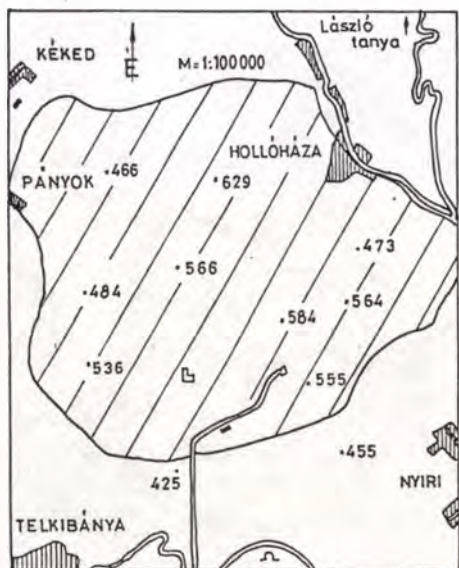 László
tanya
KÉKED
É
M=1:100000
HOLLÓHÁZA
PÁNYOK
466
629
473
566
484
564
584
536
555
455
425
NYIRI
TELKIBÁNYA